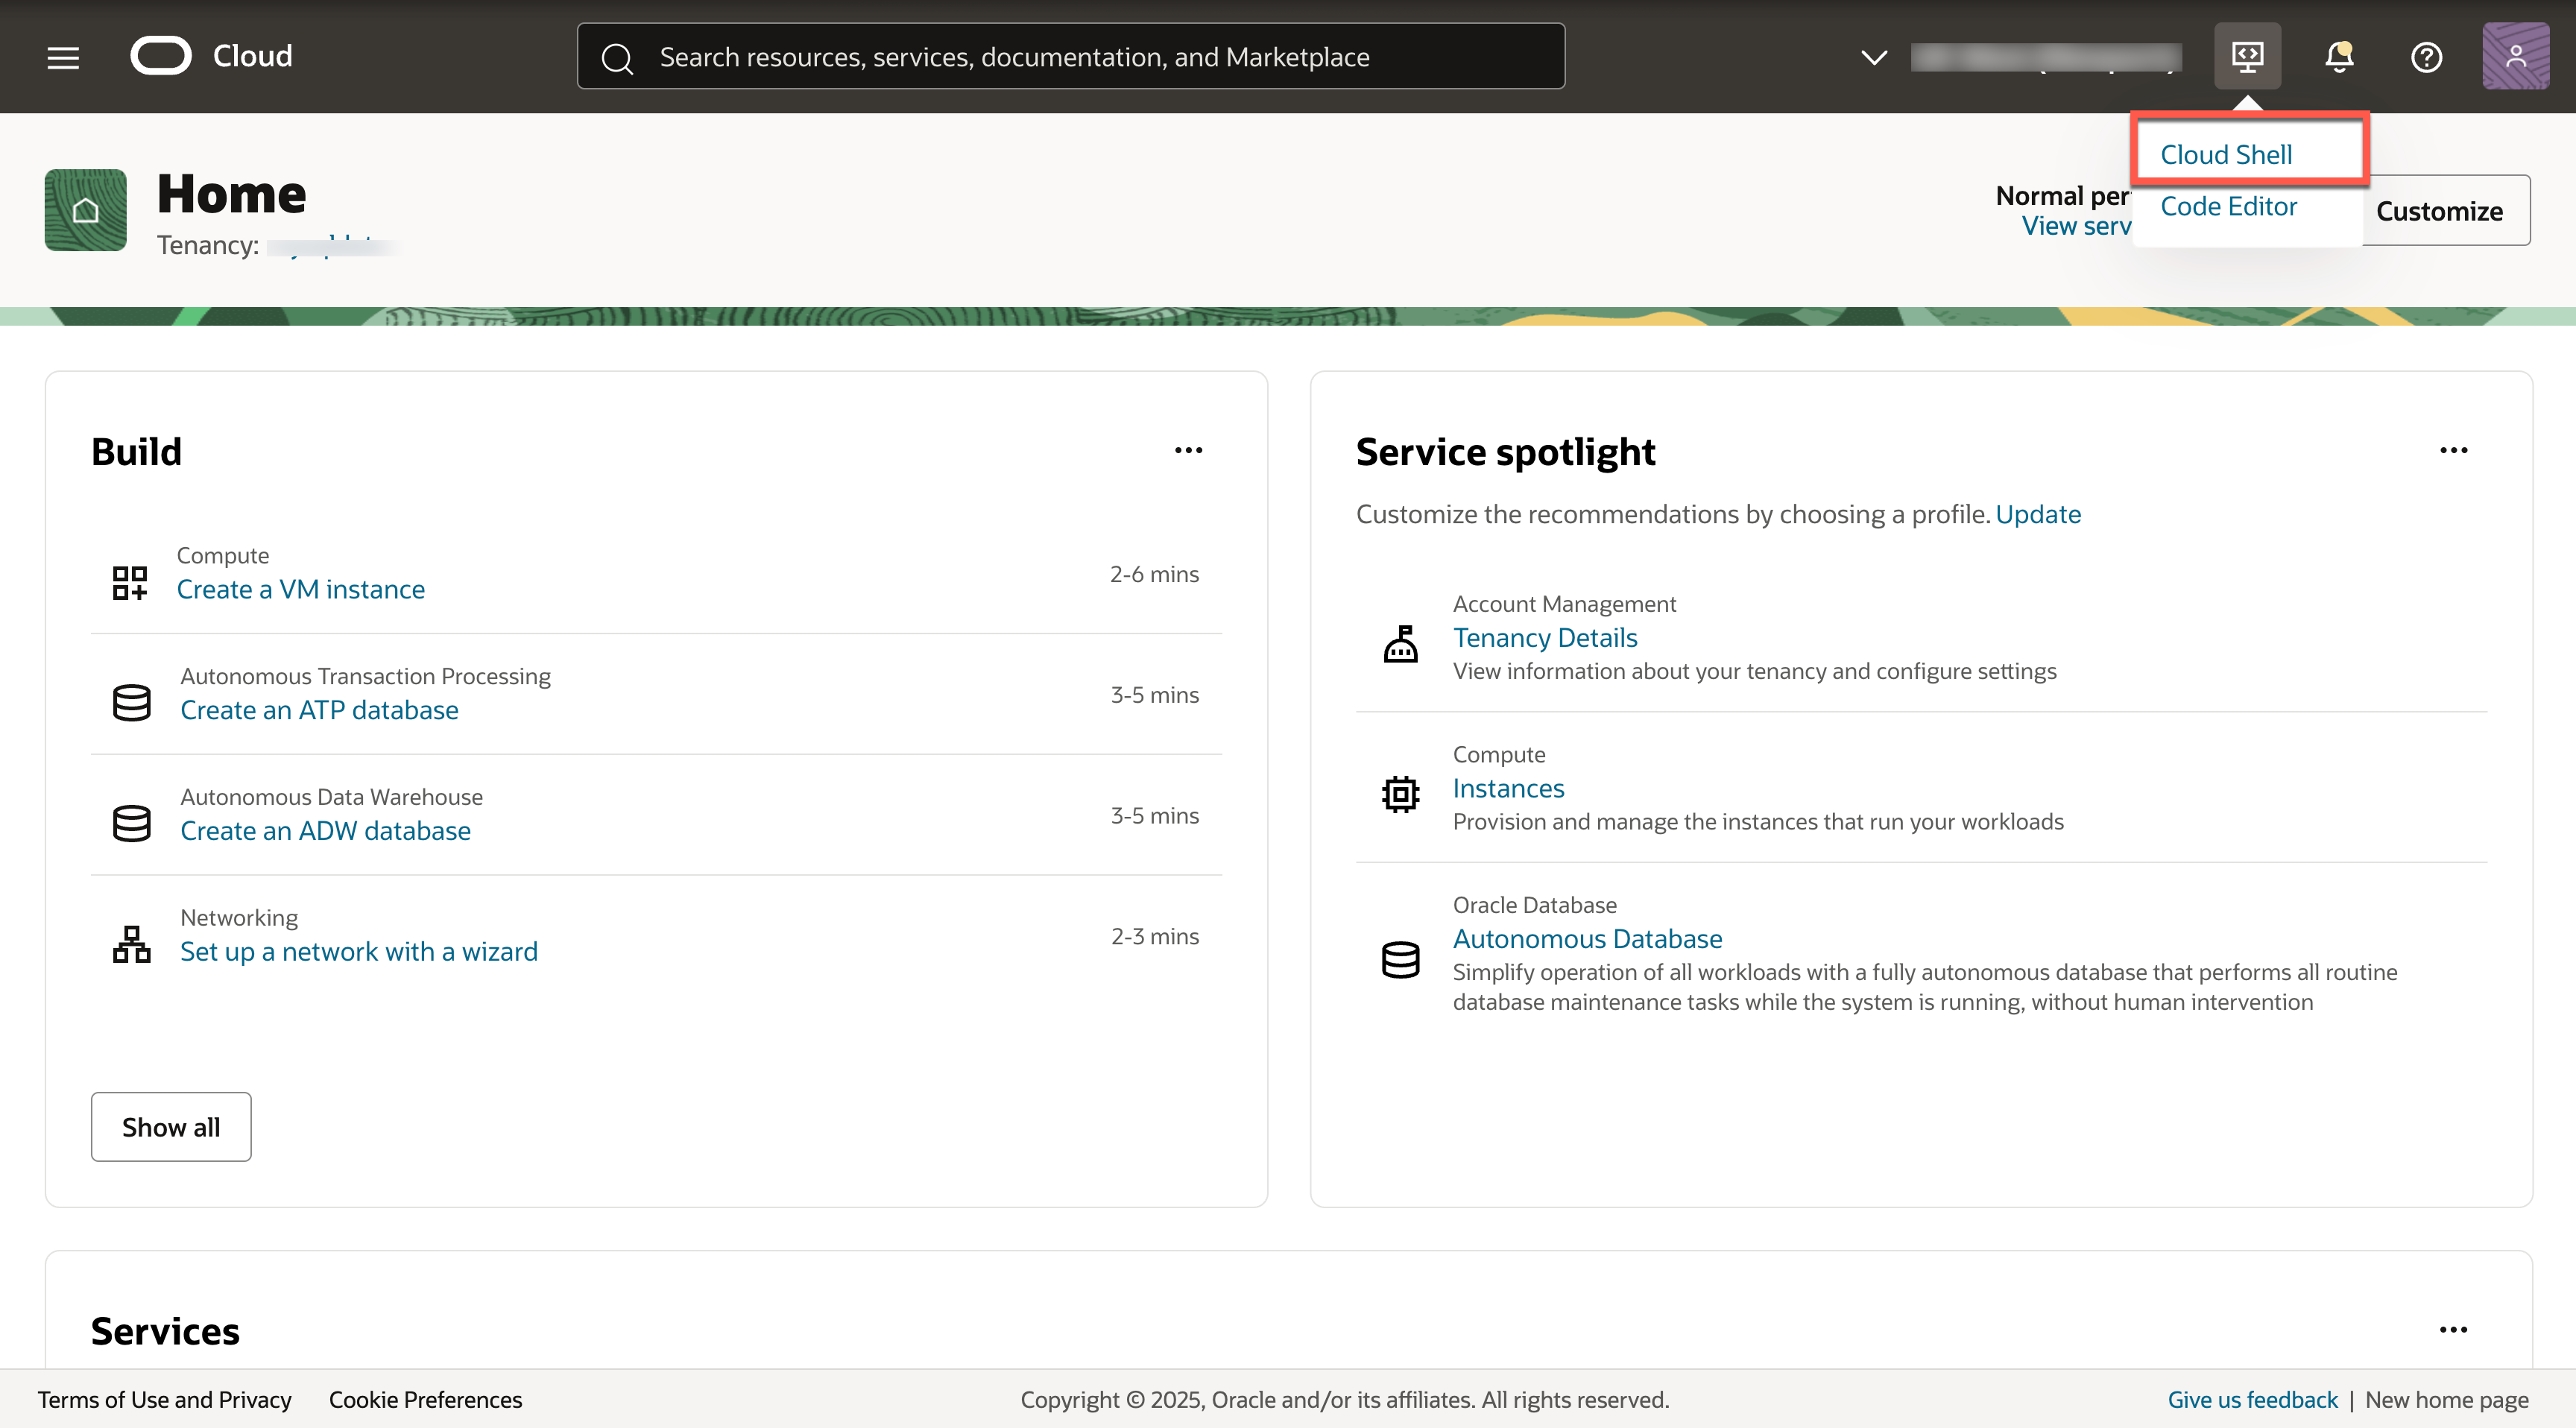 Cloud
Search resources, services, documentation, and Marketplace
Cloud Shell
Code Editor
Home
Tenancy:
Normal
View
Customize
Build
Compute
Create a VM instance
2-6 mins
Autonomous Transaction Processing
Create an ATP database
3-5 mins
Autonomous Data Warehouse
Create an ADW database
3-5 mins
Networking
Set up a network with a wizard
2-3 mins
Show all
Service spotlight
Customize the recommendations by choosing a profile. Update
Account Management
Tenancy Details
View information about your tenancy and configure settings
Compute
Instances
Provision and manage the instances that run your workloads
Oracle Database
Autonomous Database
Simplify operation of all workloads with a fully autonomous database that performs all routine
database maintenance tasks while the system is running, without human intervention
Services
Terms of Use and Privacy Cookie Preferences
Copyright © 2025, Oracle and/or its affiliates. All rights reserved.
Give us feedback | New home page